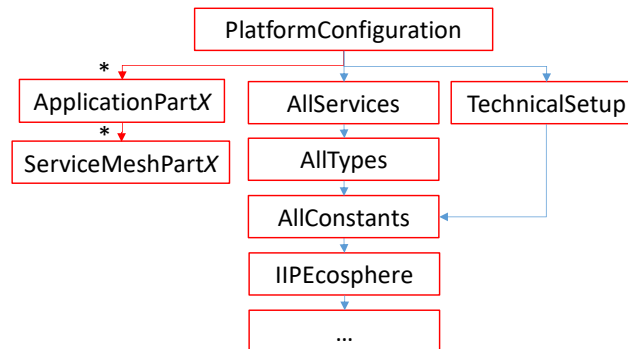 PlatformConfiguration
*
ApplicationPartX
AllServices
TechnicalSetup
*
ServiceMeshPartX
AllTypes
AllConstants
IIPEcosphere
...